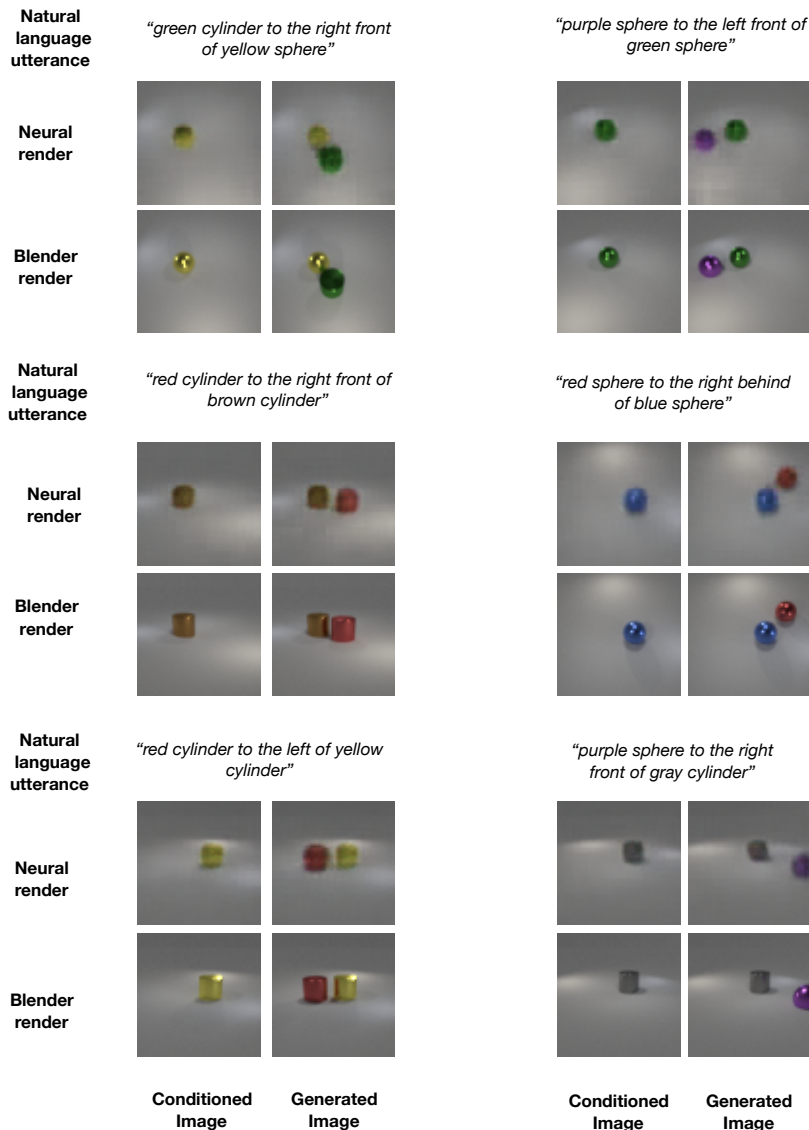 Natural
language
utterance
“green cylinder to the right front
of yellow sphere”
“purple sphere to the left front of
green sphere”
Neural
render
Blender
render
Natural
language
utterance
“red cylinder to the right front of
brown cylinder”
“red sphere to the right behind
of blue sphere”
Neural
render
Blender
render
Natural
language
utterance
“red cylinder to the left of yellow
cylinder”
“purple sphere to the right
front of gray cylinder”
Neural
render
Blender
render
Conditioned
Image
Generated
Image
Conditioned
Image
Generated
Image